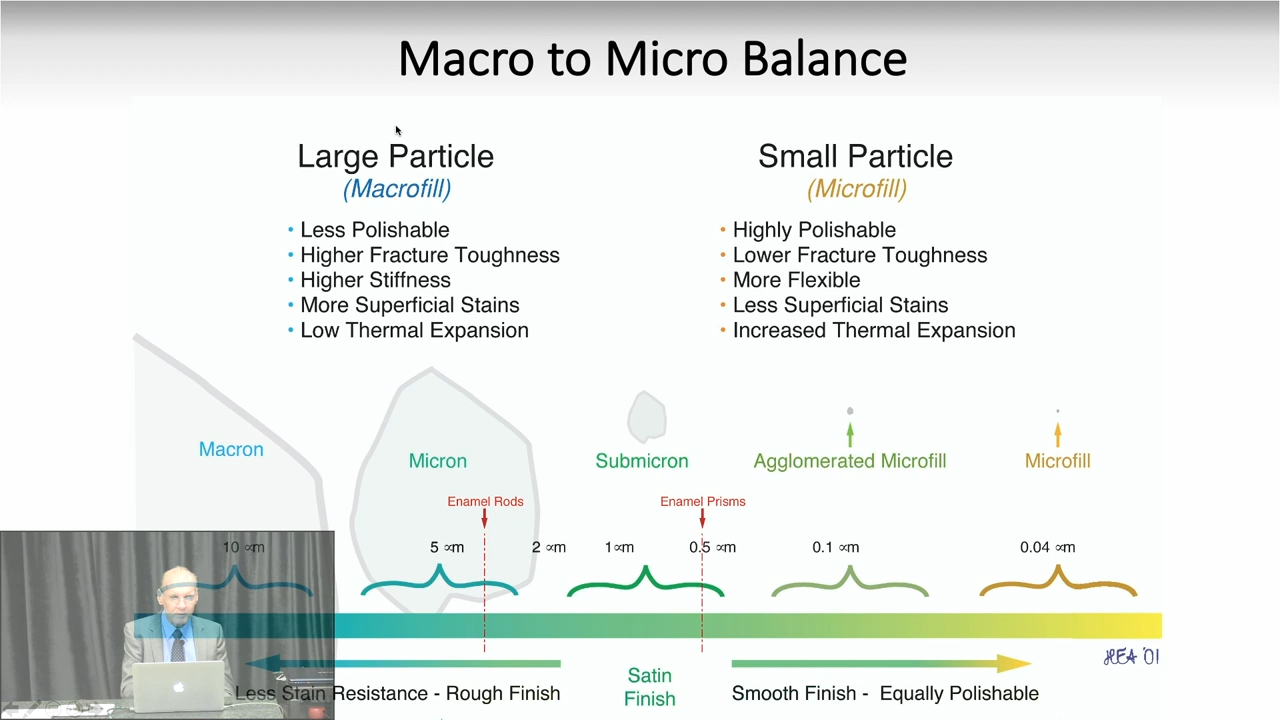 Macro to Micro Balance
Large Particle
(Macrofill)
• Less Polishable
• Higher Fracture Toughness
• Higher Stiffness
• More Superficial Stains
• Low Thermal Expansion
Small Particle
(Microfill)
• Highly Polishable
• Lower Fracture Toughness
• More Flexible
• Less Superficial Stains
• Increased Thermal Expansion
Macron
Micron
Submicron
Agglomerated Microfill
Microfill
Enamel Rods
Enamel Prisms
10 ∝m
5 ∝m
2 ∝m
1∝m
0.5 ∝m
0.1 ∝m
0.04 ∝m
HEA '01
Less Stain Resistance - Rough Finish
Satin
Finish
Smooth Finish - Equally Polishable